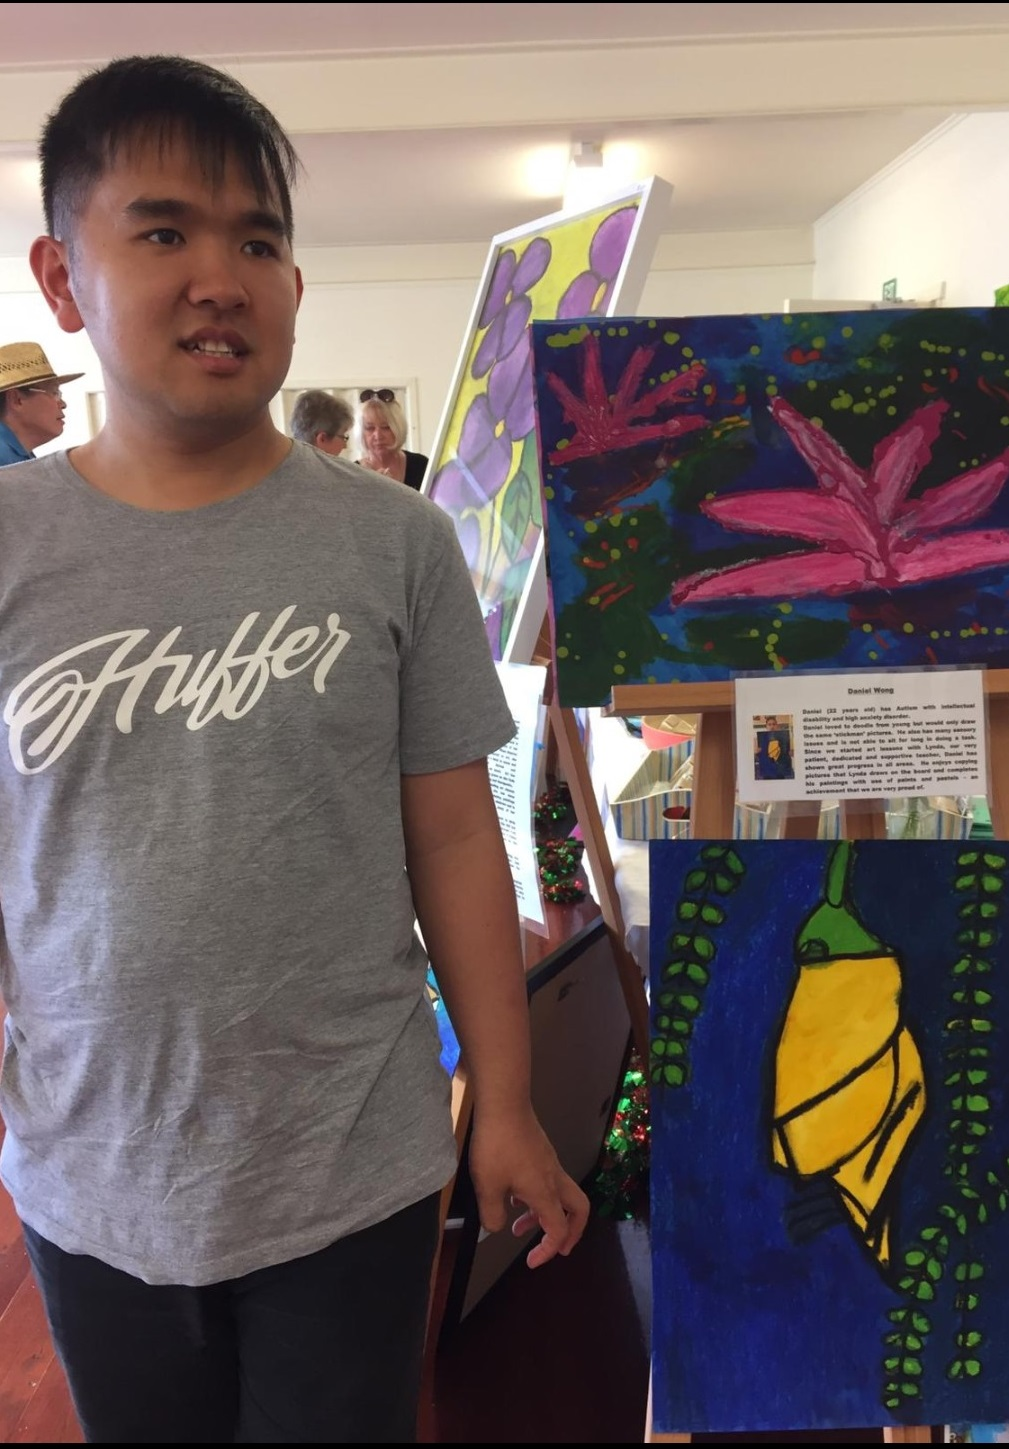 Huffer
Daniel Wong
Daniel (22 years old) has Autism with intellectual
disability and high anxiety disorder.
Daniel loved to doodle from young but would only draw
the same 'stickman' pictures. He also has many sensory
issues and is not able to sit for long in doing a task.
Since we started art lessons with Lynda, our very
patient, dedicated and supportive teacher, Daniel has
shown great progress in all areas. He enjoys copying
pictures that Lynda draws on the board and completes
his paintings with use of paints and pastels – an
achievement that we are very proud of.